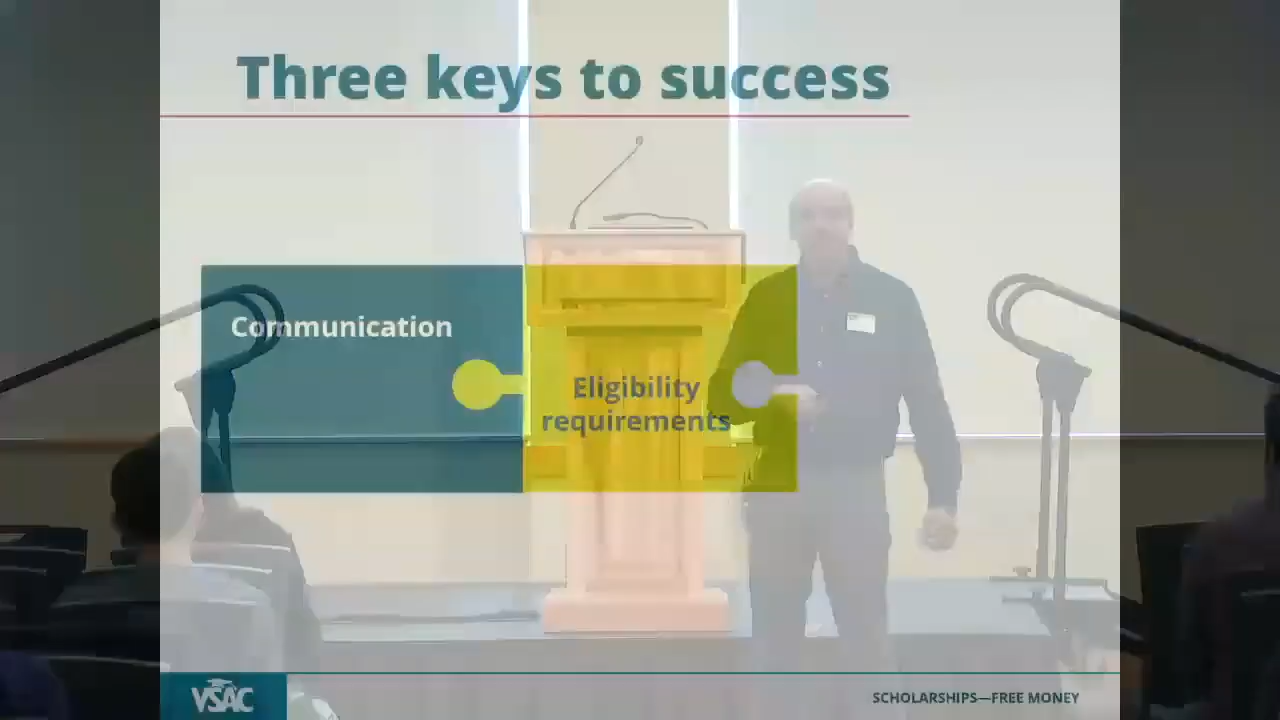 Three keys to success
Communication
Eligibility
requirements
VSAC
SCHOLARSHIPS—FREE MONEY